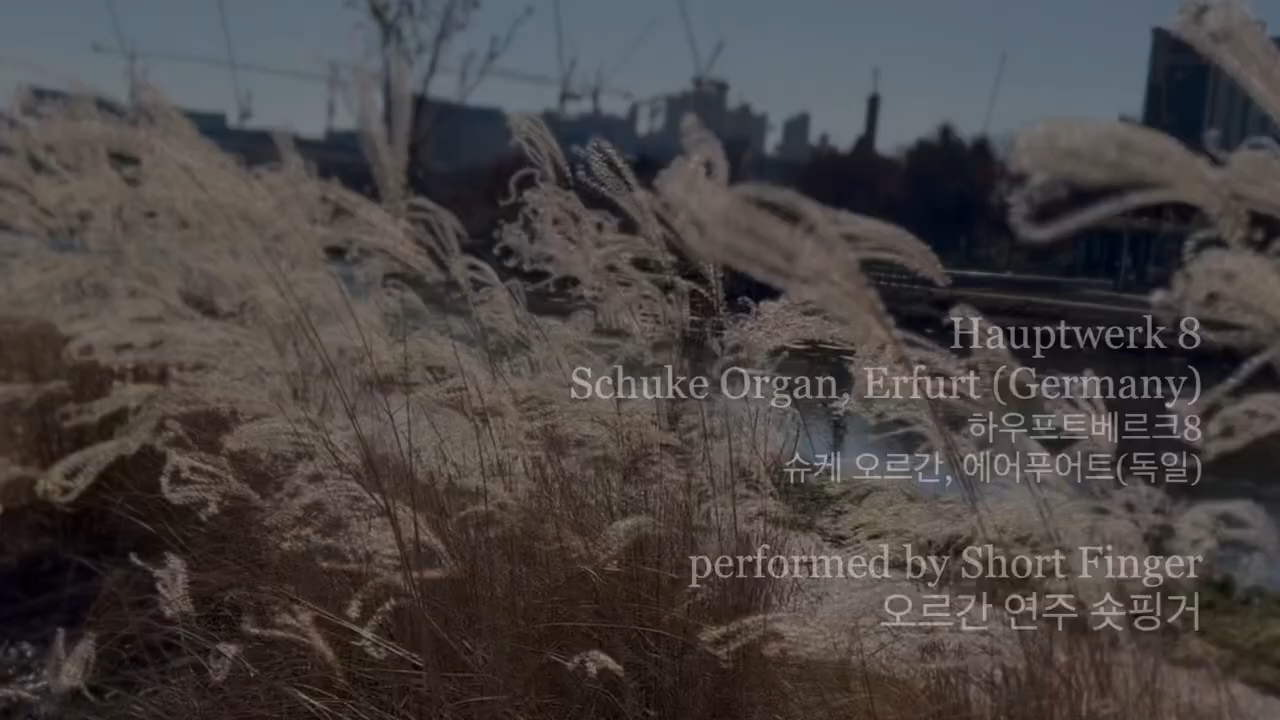 Hauptwerk 8
Schuke Organ, Erfurt (Germany)
하우프트베르크8
슈케 오르간, 에어푸어트(독일)
performed by Short Finger
오르간 연주 숏핑거